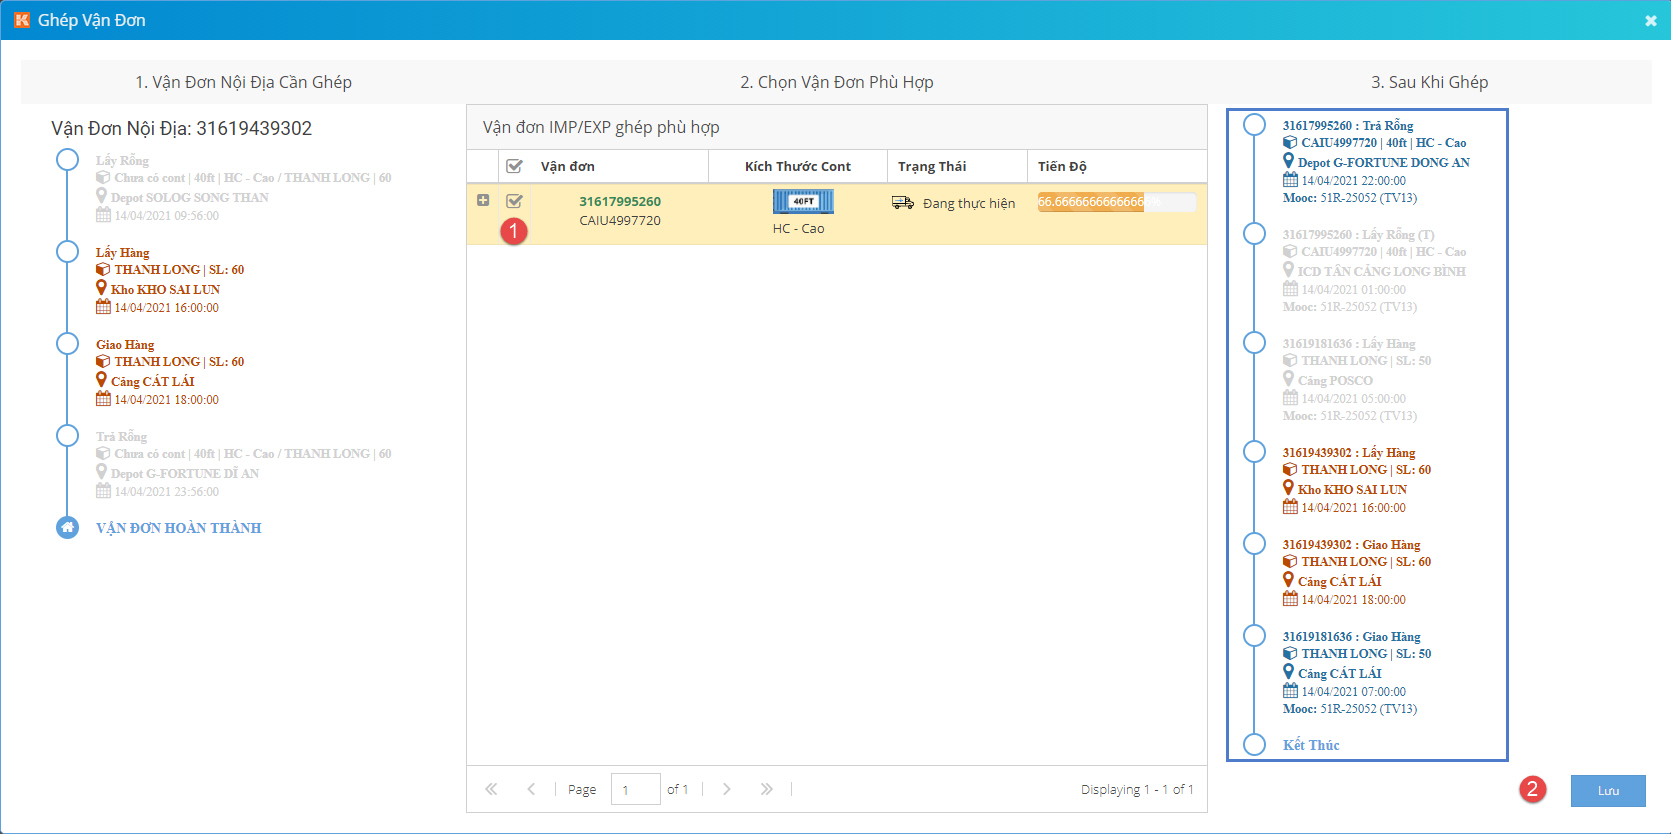 K Ghép Vận Đơn
1. Vận Đơn Nội Địa Cần Ghép
2. Chọn Vận Đơn Phù Hợp
3. Sau Khi Ghép
Vận Đơn Nội Địa: 31619439302
Lấy Rỗng
Chưa có cont | 40ft | HC - Cao / THANH LONG | 60
Depot SOLOG SONG THAN
14/04/2021 09:56:00
Lấy Hàng
THANH LONG | SL: 60
Kho KHO SAI LUN
14/04/2021 16:00:00
Giao Hàng
THANH LONG | SL: 60
Cảng CÁT LÁI
14/04/2021 18:00:00
Trả Rỗng
Chưa có cont | 40ft | HC - Cao / THANH LONG | 60
Depot G-FORTUNE DĨ AN
14/04/2021 23:56:00
VẬN ĐƠN HOÀN THÀNH
Vận đơn IMP/EXP ghép phù hợp
Vận đơn
Kích Thước Cont
Trạng Thái
Tiến Độ
31617995260
CAIU4997720
1
40FT
HC - Cao
Đang thực hiện
66.6666666666666%
Page 1 of 1
Displaying 1 - 1 of 1
31617995260 : Trả Rỗng
CAIU4997720 | 40ft | HC - Cao
Depot G-FORTUNE DONG AN
14/04/2021 22:00:00
Mooc: 51R-25052 (TV13)
31617995260 : Lấy Rỗng (T)
CAIU4997720 | 40ft | HC - Cao
ICD TÂN CẢNG LONG BÌNH
14/04/2021 01:00:00
Mooc: 51R-25052 (TV13)
31619181636 : Lấy Hàng
THANH LONG | SL: 50
Cảng POSCO
14/04/2021 05:00:00
Mooc: 51R-25052 (TV13)
31619439302 : Lấy Hàng
THANH LONG | SL: 60
Kho KHO SAI LUN
14/04/2021 16:00:00
31619439302 : Giao Hàng
THANH LONG | SL: 60
Cảng CÁT LÁI
14/04/2021 18:00:00
31619181636 : Giao Hàng
THANH LONG | SL: 50
Cảng CÁT LÁI
14/04/2021 07:00:00
Mooc: 51R-25052 (TV13)
Kết Thúc
2
Lưu